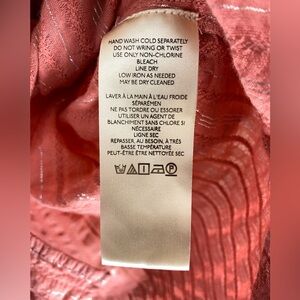 HAND WASH COLD SEPARATELY
DO NOT WRING OR TWIST
USE ONLY NON-CHLORINE
BLEACH
LINE DRY
LOW IRON AS NEEDED
MAY BE DRY CLEANED
LAVER À LA MAIN À L'EAU FROIDE
SÉPARÉMEN
NE PAS TORDRE OU ESSORER
UTILISER UN AGENT DE
BLANCHIMENT SANS CHLORE SI
NÉCESSAIRE
LIGNE SEC
REPASSER, AU BESOIN, À TRÈS
BASSE TEMPÉRATURE
PEUT-ÊTRE ÊTRE NETTOYÉE SEC